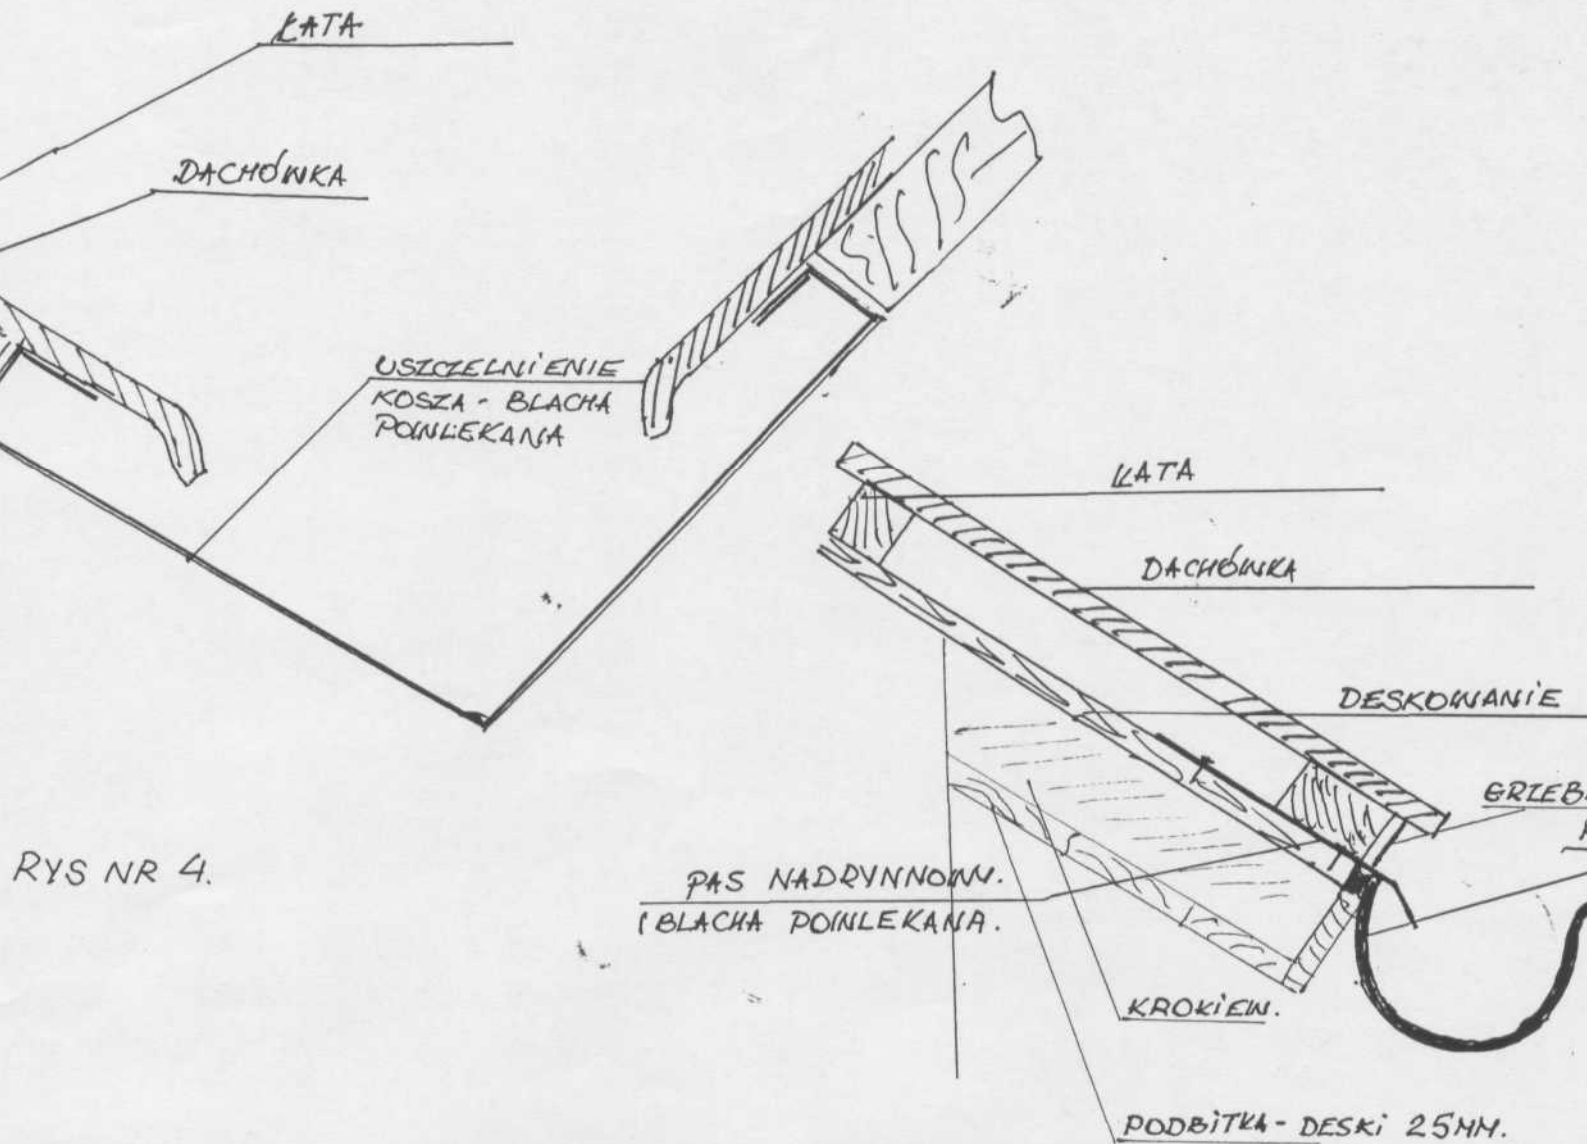 ŁATA
DACHÓWKA
USZCZELNiENIE
KOSZA - BLACHA
POWLEKANA
RYS NR 4.
ŁATA
DACHÓWKA
DESKOWANIE
GRZEB
PAS NADRYNNOWY.
(BLACHA POWLEKANA.
KROKiEW.
PODBiTKA - DESKi 25MM.